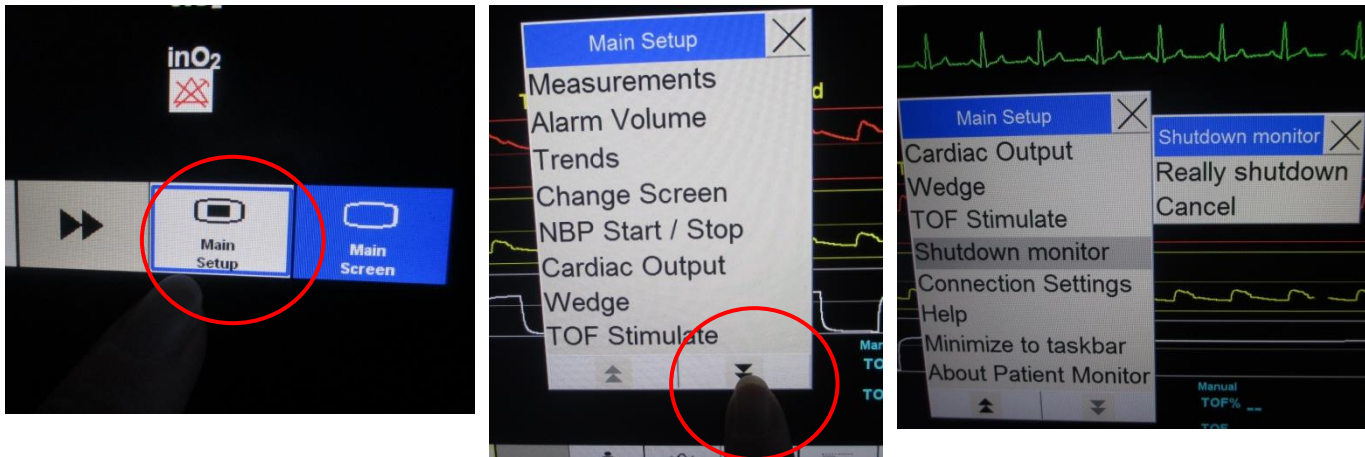 inO2
Main
Setup
Main
Screen
Main Setup
Measurements
Alarm Volume
Trends
Change Screen
NBP Start / Stop
Cardiac Output
Wedge
TOF Stimulate
Main Setup
Cardiac Output
Wedge
TOF Stimulate
Shutdown monitor
Connection Settings
Help
Minimize to taskbar
About Patient Monitor
Shutdown monitor
Really shutdown
Cancel
Manual
TOF%